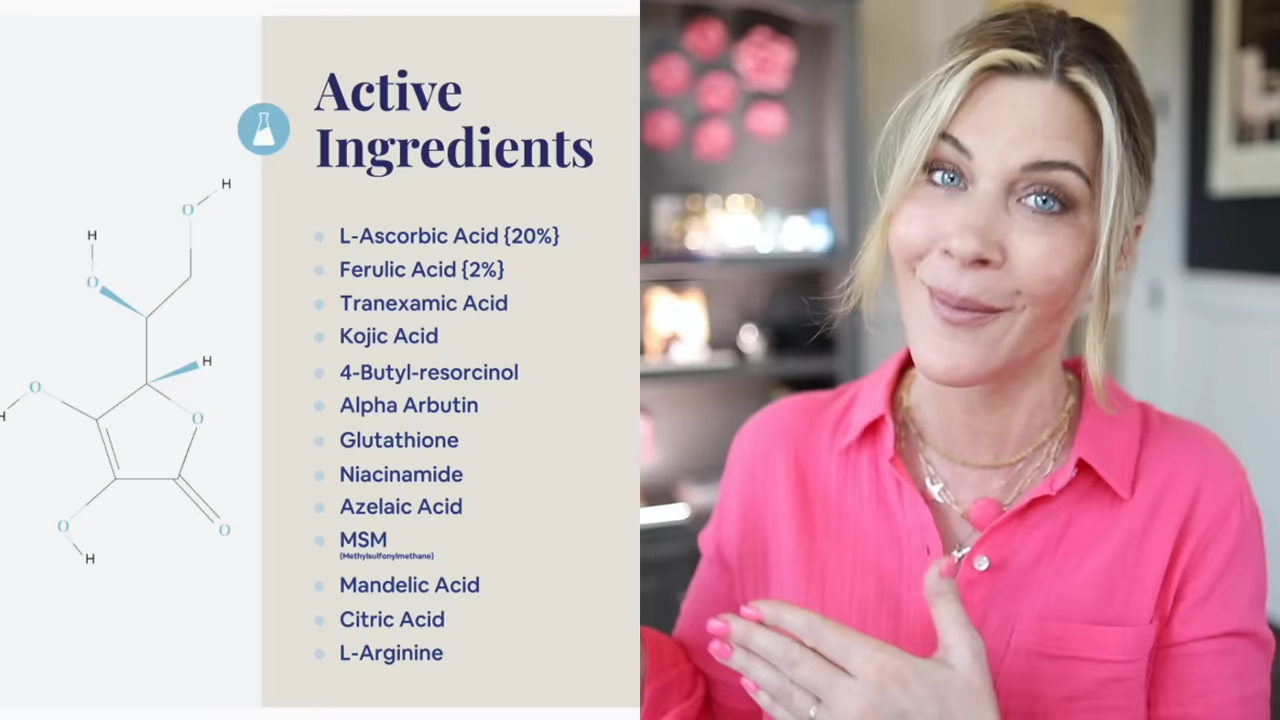 Active
Ingredients
L-Ascorbic Acid {20%}
Ferulic Acid {2%}
Tranexamic Acid
Kojic Acid
4-Butyl-resorcinol
Alpha Arbutin
Glutathione
Niacinamide
Azelaic Acid
MSM
{Methylsulfonylmethane}
Mandelic Acid
Citric Acid
L-Arginine
H
O
H
O
H
O
H
O
O
O
H